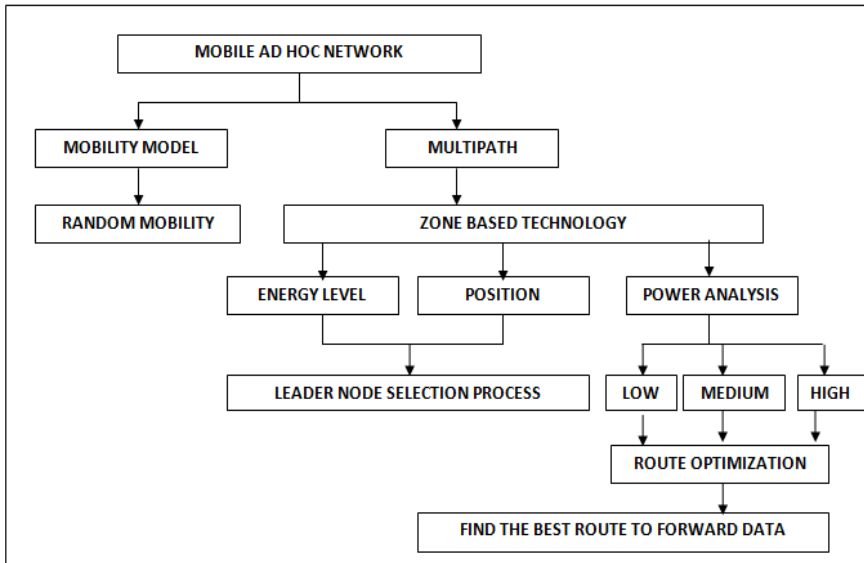 MOBILE AD HOC NETWORK
MOBILITY MODEL
MULTIPATH
RANDOM MOBILITY
ZONE BASED TECHNOLOGY
ENERGY LEVEL
POSITION
POWER ANALYSIS
LEADER NODE SELECTION PROCESS
LOW
MEDIUM
HIGH
ROUTE OPTIMIZATION
FIND THE BEST ROUTE TO FORWARD DATA